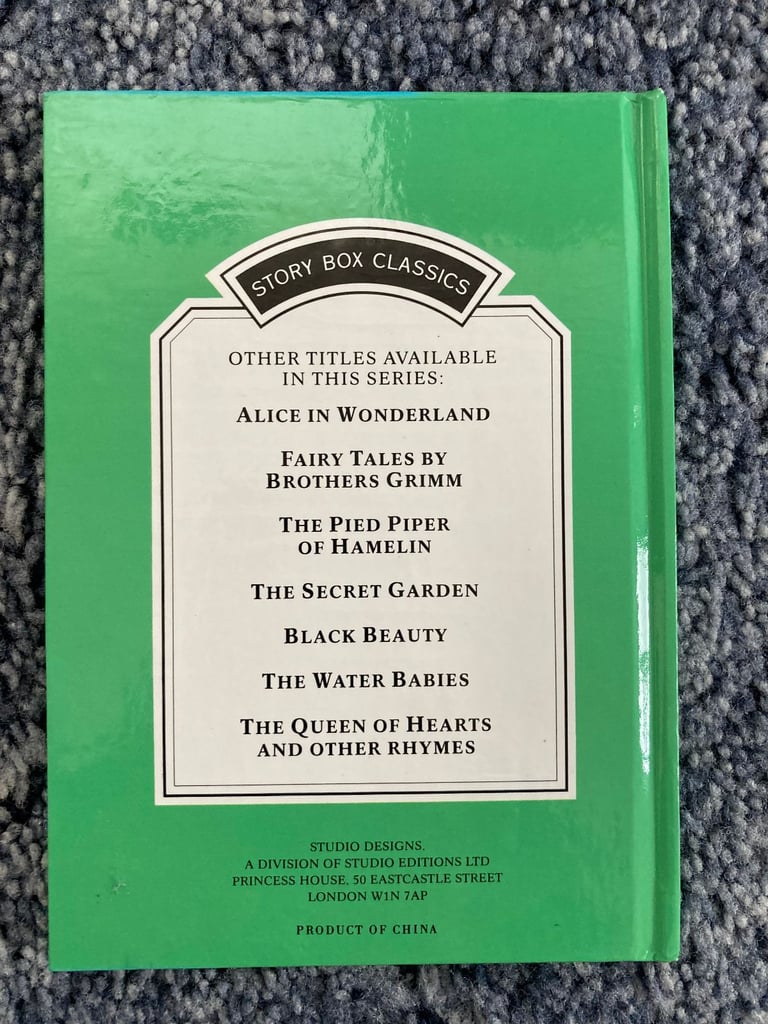 STORY BOX CLASSICS
OTHER TITLES AVAILABLE
IN THIS SERIES:
ALICE IN WONDERLAND
FAIRY TALES BY
BROTHERS GRIMM
THE PIED PIPER
OF HAMELIN
THE SECRET GARDEN
BLACK BEAUTY
THE WATER BABIES
THE QUEEN OF HEARTS
AND OTHER RHYMES
STUDIO DESIGNS,
A DIVISION OF STUDIO EDITIONS LTD
PRINCESS HOUSE, 50 EASTCASTLE STREET
LONDON W1N 7AP
PRODUCT OF CHINA